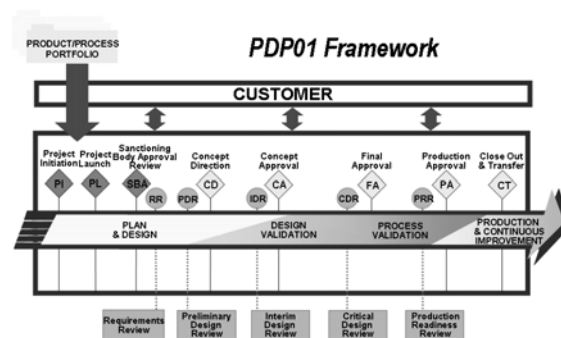 PRODUCT/PROCESS
PORTFOLIO
PDP01 Framework
CUSTOMER
Project
Initiation
Project
Launch
Sanctioning
Body Approval
Review
Concept
Direction
Concept
Approval
Final
Approval
Production
Approval
Close Out
& Transfer
PI
PL
SBA
RR
PDR
CD
IDR
CA
CDR
FA
PRR
PA
CT
PLAN
& DESIGN
DESIGN
VALIDATION
PROCESS
VALIDATION
PRODUCTION
& CONTINUOUS
IMPROVEMENT
Requirements
Review
Preliminary
Design
Review
Interim
Design
Review
Critical
Design
Review
Production
Readiness
Review